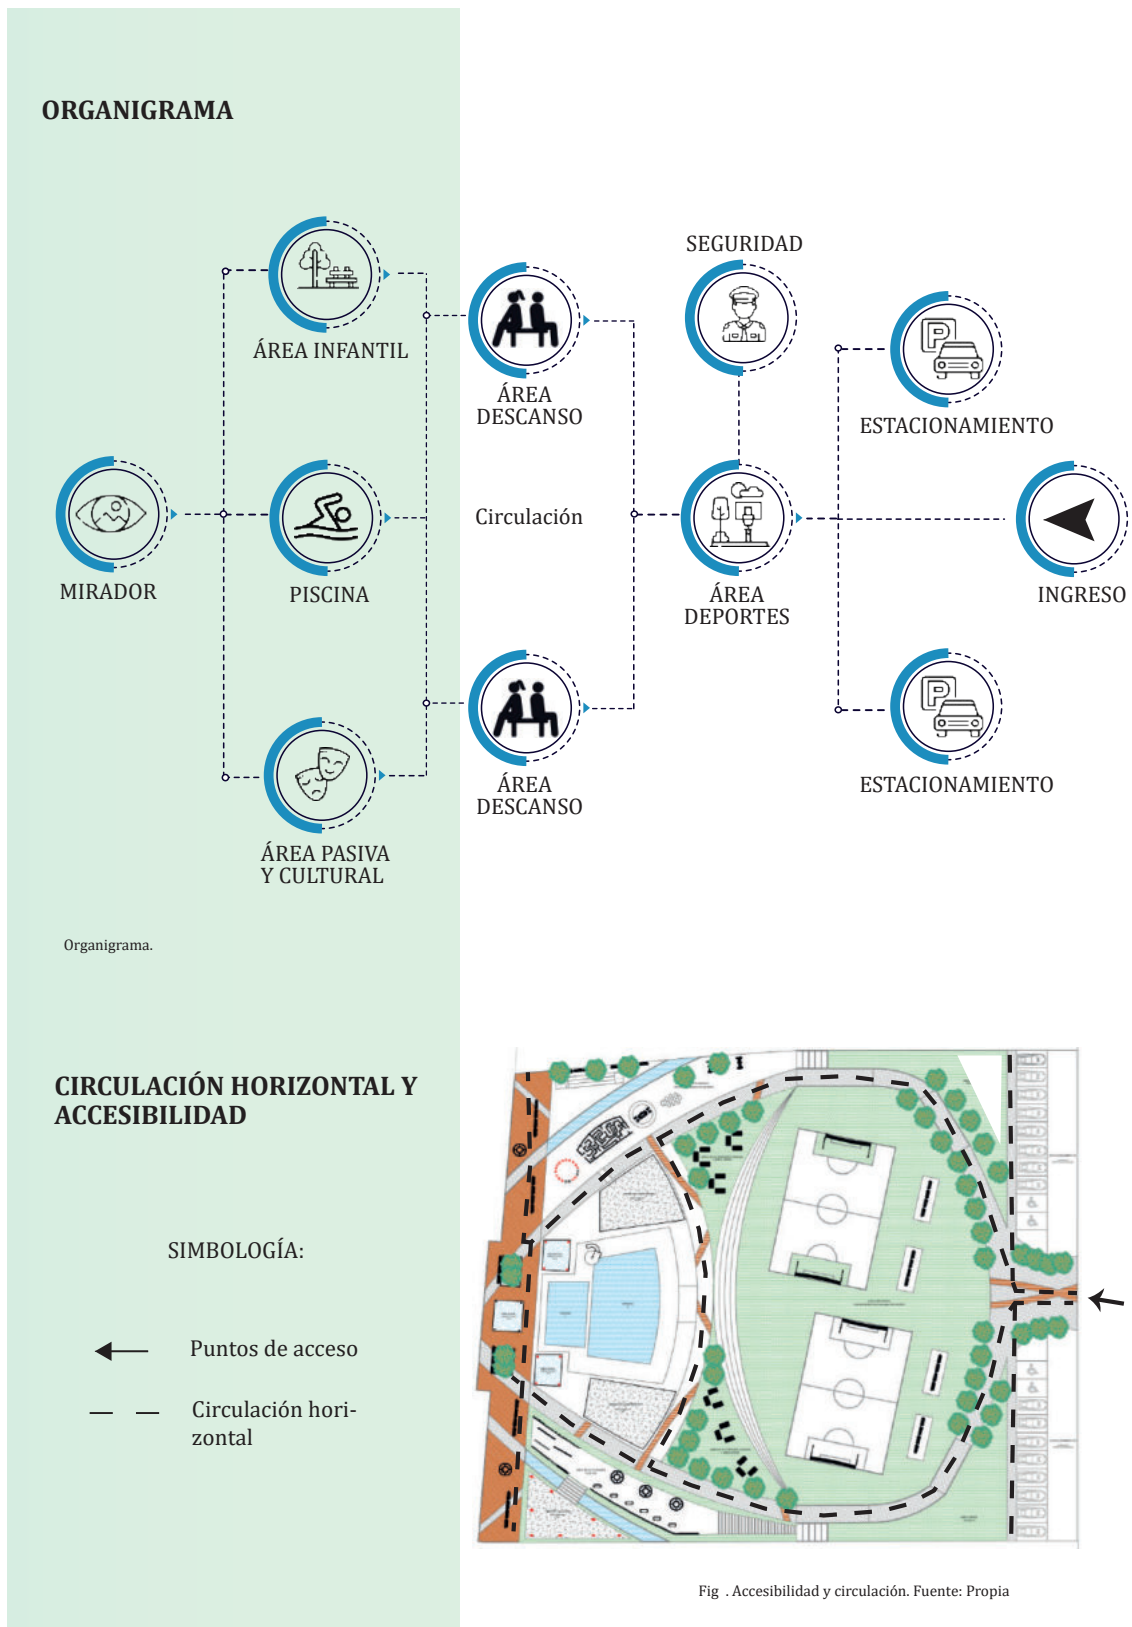 ORGANIGRAMA
SEGURIDAD
ÁREA INFANTIL
ÁREA
DESCANSO
ESTACIONAMIENTO
Circulación
MIRADOR
PISCINA
ÁREA
DEPORTES
INGRESO
ÁREA
DESCANSO
ESTACIONAMIENTO
ÁREA PASIVA
Y CULTURAL
Organigrama.
CIRCULACIÓN HORIZONTAL Y
ACCESIBILIDAD
SIMBOLOGÍA:
Puntos de acceso
Circulación hori-
zontal
Fig . Accesibilidad y circulación. Fuente: Propia